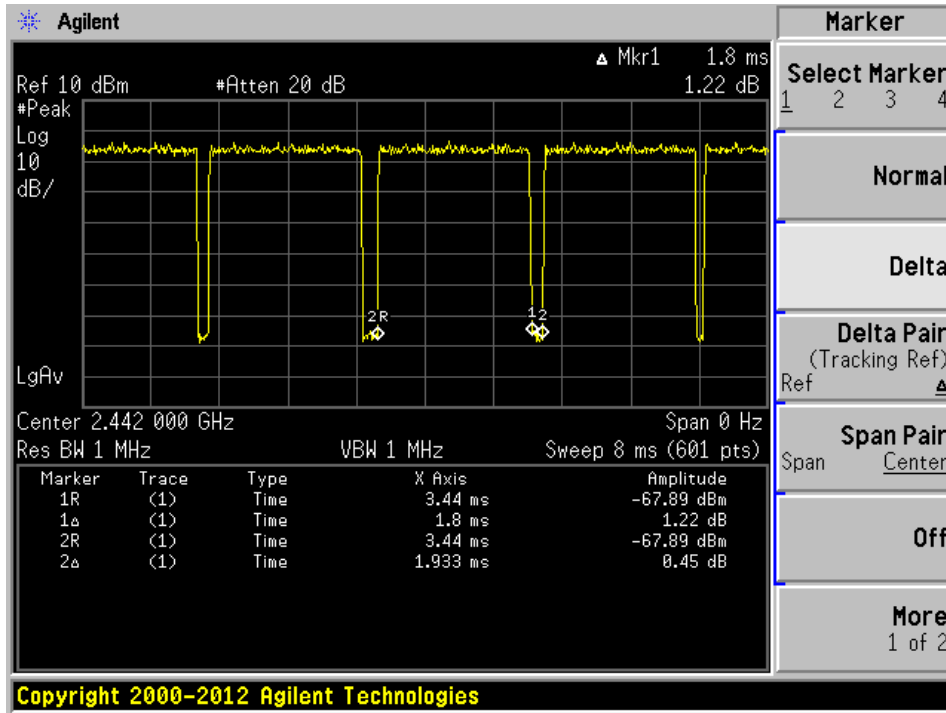 Agilent
Marker
▵ Mkr1 1.8 ms
Ref 10 dBm #Atten 20 dB 1.22 dB
#Peak
Log
10
dB/
2R
1 2
LgAv
Center 2.442 000 GHz Span 0 Hz
Res BW 1 MHz VBW 1 MHz Sweep 8 ms (601 pts)
Marker Trace Type X Axis Amplitude
1R (1) Time 3.44 ms -67.89 dBm
1▵ (1) Time 1.8 ms 1.22 dB
2R (1) Time 3.44 ms -67.89 dBm
2▵ (1) Time 1.933 ms 0.45 dB
Select Marker
1 2 3 4
Normal
Delta
Delta Pair
(Tracking Ref)
Ref ▵
Span Pair
Span Center
Off
More
1 of 2
Copyright 2000-2012 Agilent Technologies